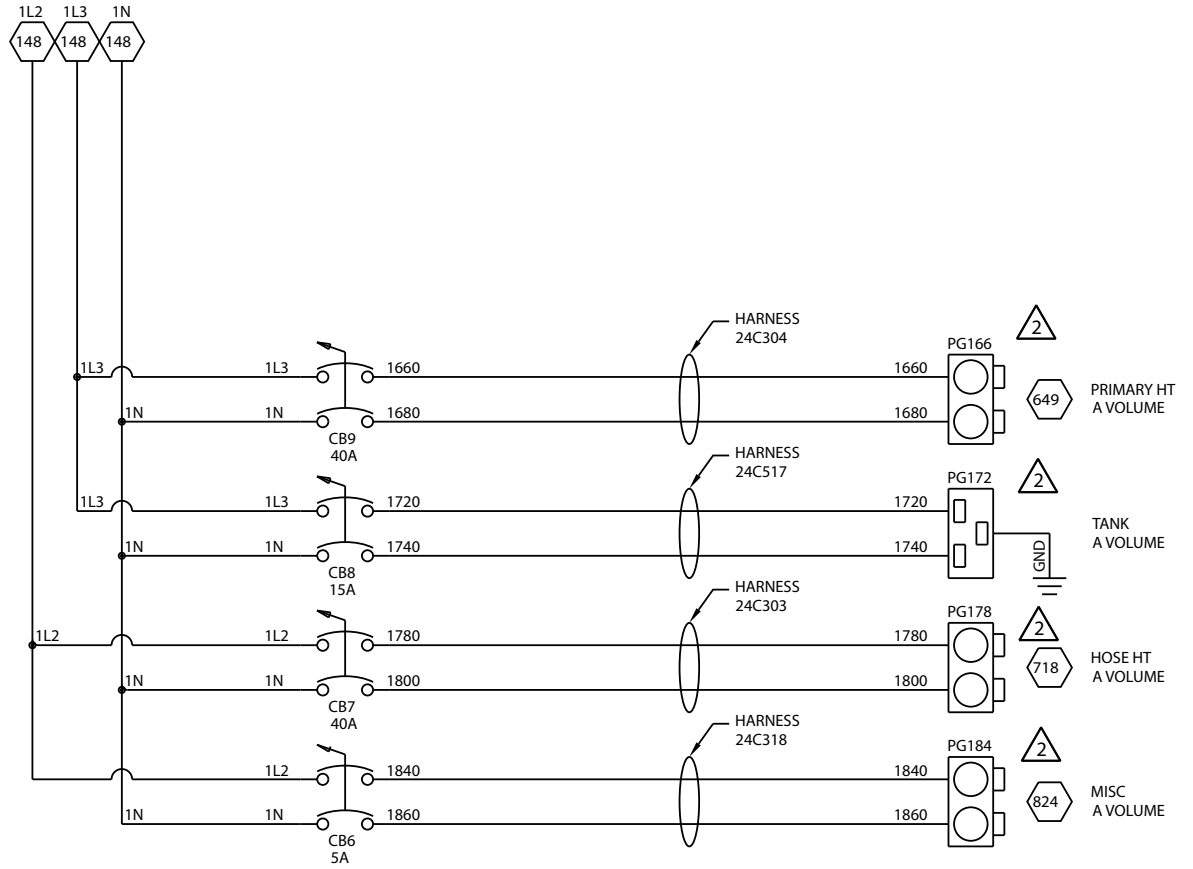 1L2 1L3 1N
148 148 148
HARNESS
24C304
PG166
2
1L3 1L3 1660 1660
649
PRIMARY HT
A VOLUME
1N 1N 1680 1680
CB9
40A
HARNESS
24C517
PG172
2
1L3 1L3 1720 1720
TANK
A VOLUME
1N 1N 1740 1740
GND
CB8
15A
HARNESS
24C303
PG178
2
1L2 1L2 1780 1780
718
HOSE HT
A VOLUME
1N 1N 1800 1800
CB7
40A
HARNESS
24C318
PG184
2
1L2 1840 1840
824
MISC
A VOLUME
1N 1N 1860 1860
CB6
5A